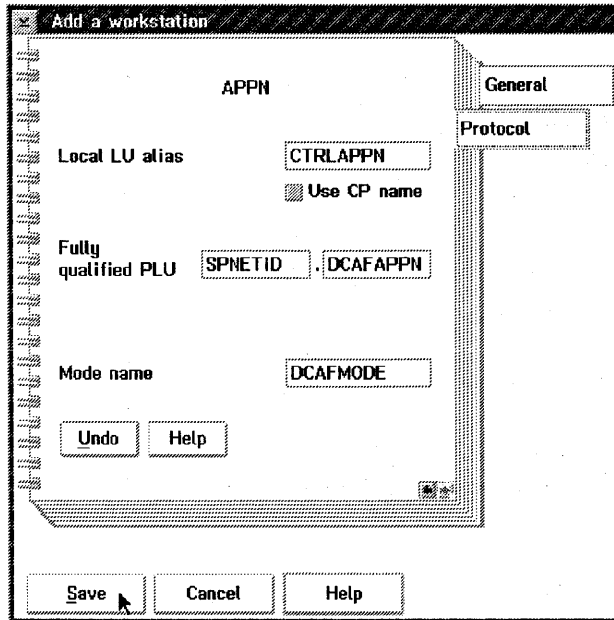 Add a workstation
APPN
General
Protocol
Local LU alias CTRLAPPN
Use CP name
Fully
qualified PLU SPNETID . DCAFAPPN
Mode name DCAFMODE
Undo Help
Save Cancel Help